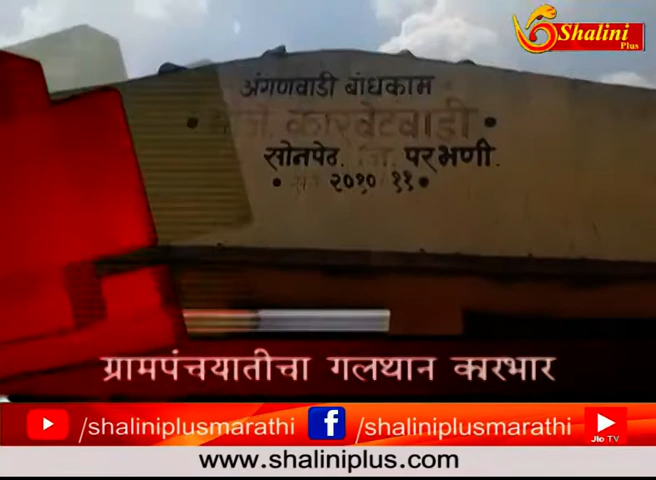 Shalini
Plus
अंगणवाडी बांधकाम
कारवेटवाडी
सोनपेठ. जि. परभणी.
सन २०१० / ११
ग्रामपंचयातीचा गलथान कारभार
/shaliniplusmarathi
/shaliniplusmarathi
Jio TV
www.shaliniplus.com